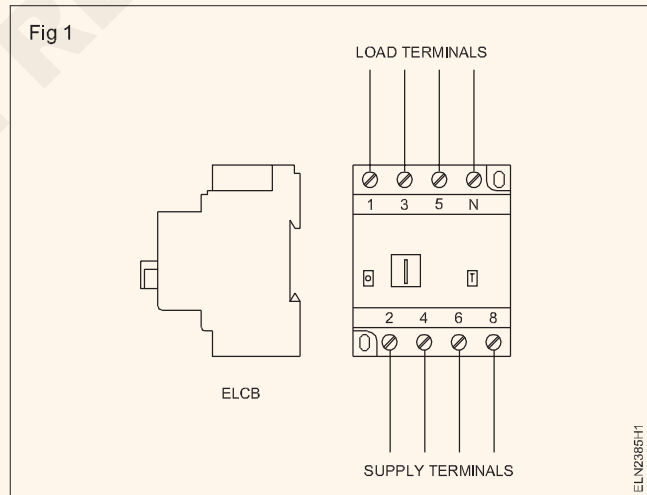 Fig 1
LOAD TERMINALS
1 3 5 N
O I T
2 4 6 8
ELCB
SUPPLY TERMINALS
ELN2385H1